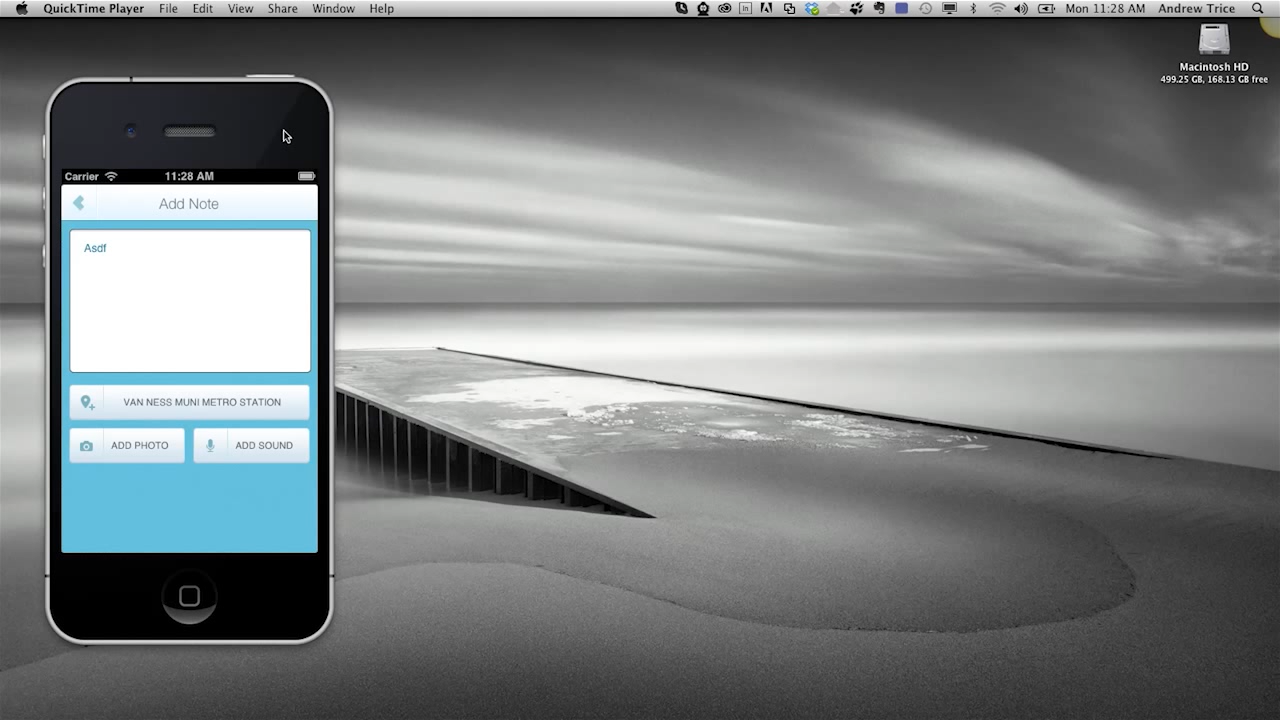 QuickTime Player File Edit View Share Window Help Mon 11:28 AM Andrew Trice
Macintosh HD
499.25 GB, 168.13 GB free
Carrier 11:28 AM
Add Note
Asdf
VAN NESS MUNI METRO STATION
ADD PHOTO ADD SOUND